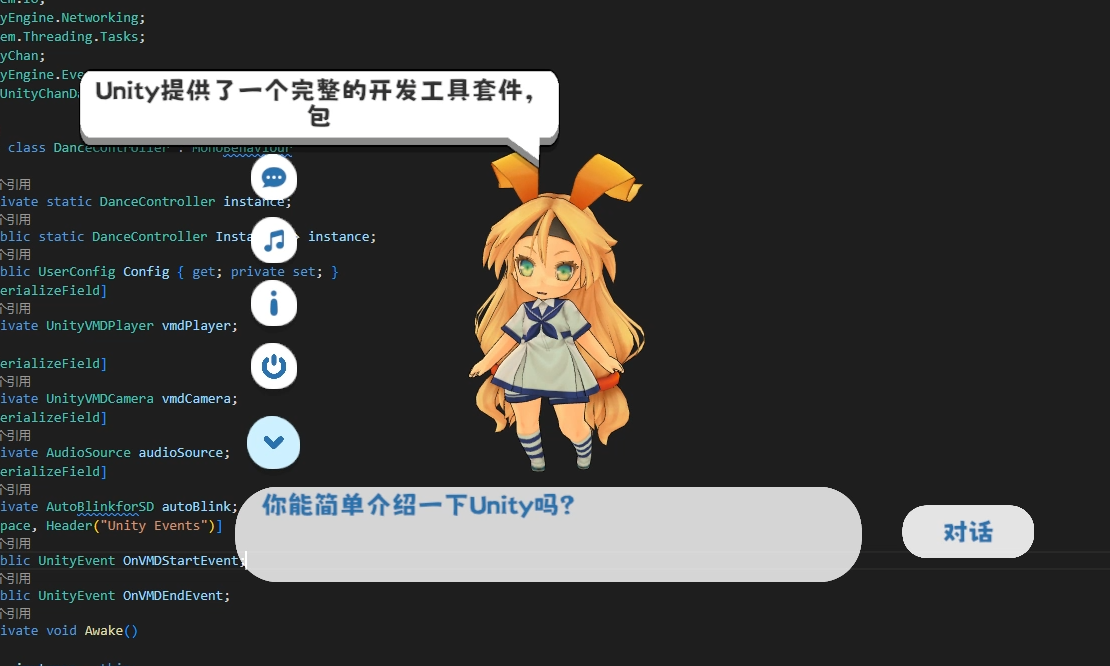 em.IO;
yEngine.Networking;
em.Threading.Tasks;
yChan;
yEngine.Eve
UnityChanDa
Unity提供了一个完整的开发工具套件，
包
class DanceController : MonoBehaviour
个引用
ivate static DanceController instance;
个引用
blic static DanceController Insta > instance;
个引用
blic UserConfig Config { get; private set; }
erializeField]
个引用
ivate UnityVMDPlayer vmdPlayer;
erializeField]
个引用
ivate UnityVMDCamera vmdCamera;
erializeField]
个引用
ivate AudioSource audioSource;
erializeField]
个引用
ivate AutoBlinkforSD autoBlink;
你能简单介绍一下Unity吗？
pace, Header("Unity Events")]
对话
个引用
blic UnityEvent OnVMDStartEvent;
个引用
blic UnityEvent OnVMDEndEvent;
个引用
ivate void Awake()